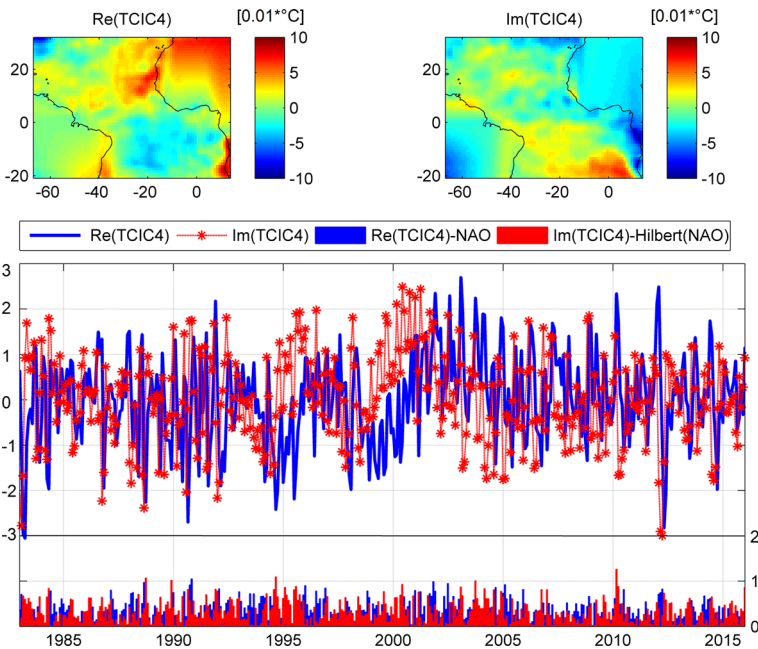 Re(TCIC4) [0.01*°C] Im(TCIC4) [0.01*°C]
10 10
20 5 20 5
0 0 0 0
-5 -5
-20 -10 -20 -10
-60 -40 -20 0 -60 -40 -20 0
Re(TCIC4) Im(TCIC4) Re(TCIC4)-NAO Im(TCIC4)-Hilbert(NAO)
3
2
1
0
-1
-2
-3 2
1
0
1985 1990 1995 2000 2005 2010 2015